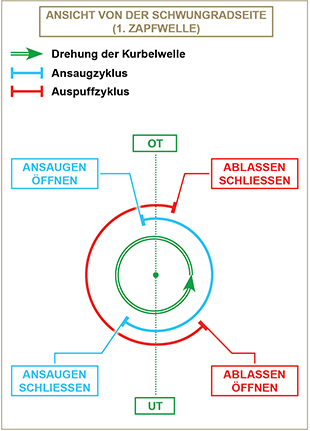 ANSICHT VON DER SCHWUNGRADSEITE
(1. ZAPFWELLE)
Drehung der Kurbelwelle
Ansaugzyklus
Auspuffzyklus
OT
ANSAUGEN
ÖFFNEN
ABLASSEN
SCHLIESSEN
ANSAUGEN
SCHLIESSEN
ABLASSEN
ÖFFNEN
UT